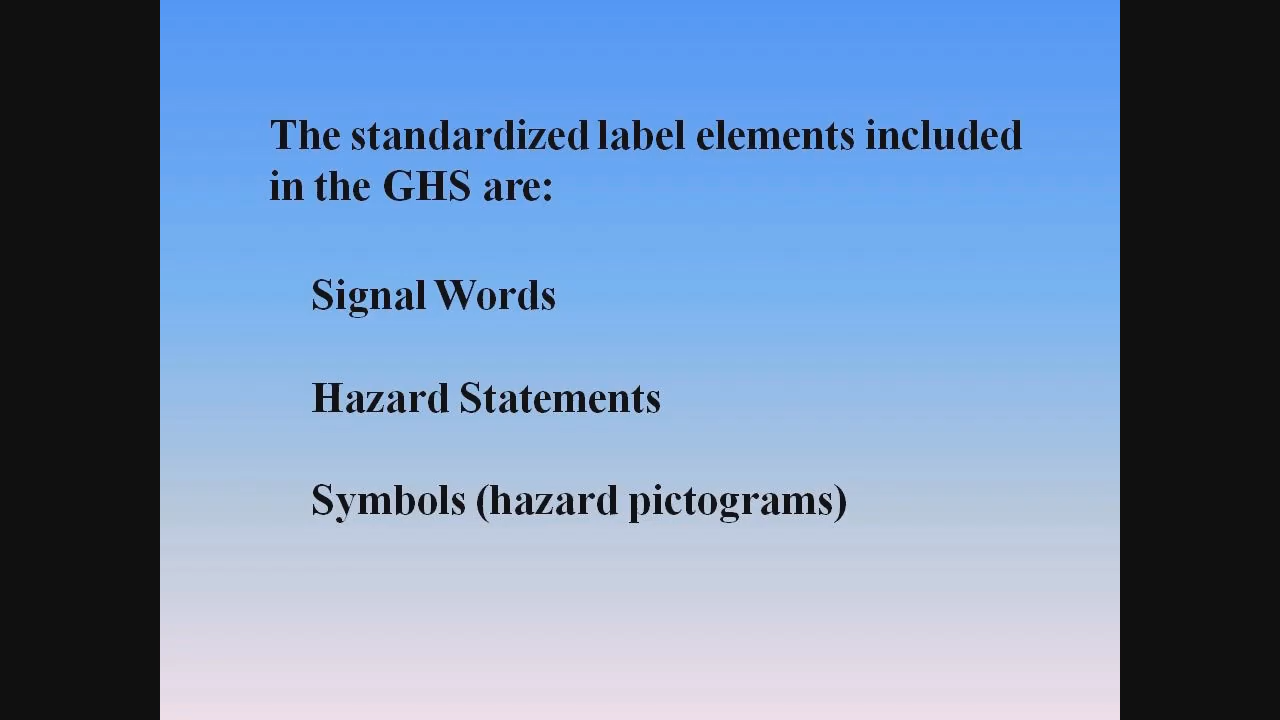 The standardized label elements included
in the GHS are:
Signal Words
Hazard Statements
Symbols (hazard pictograms)